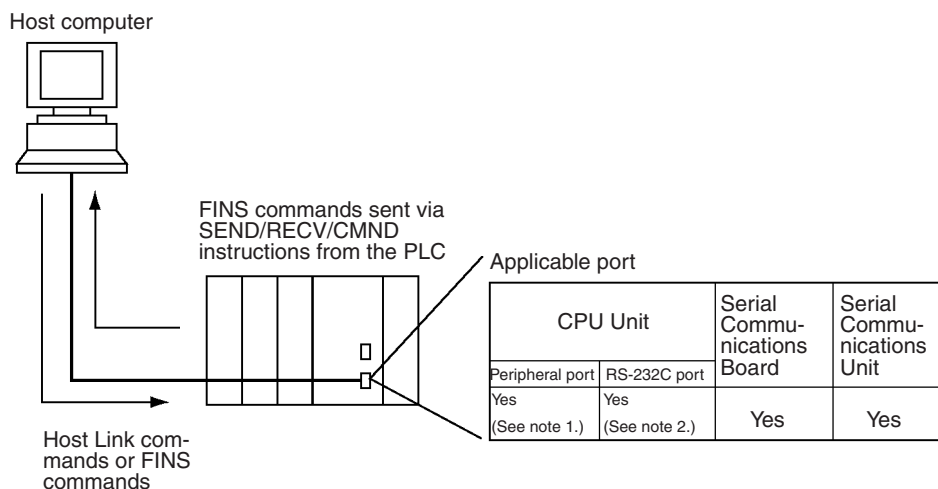 Host computer
FINS commands sent via
SEND/RECV/CMND
instructions from the PLC
Applicable port
CPU Unit
Serial
Commu-
nications
Board
Serial
Commu-
nications
Unit
Peripheral port
RS-232C port
Yes
(See note 1.)
Yes
(See note 2.)
Yes
Yes
Host Link com-
mands or FINS
commands